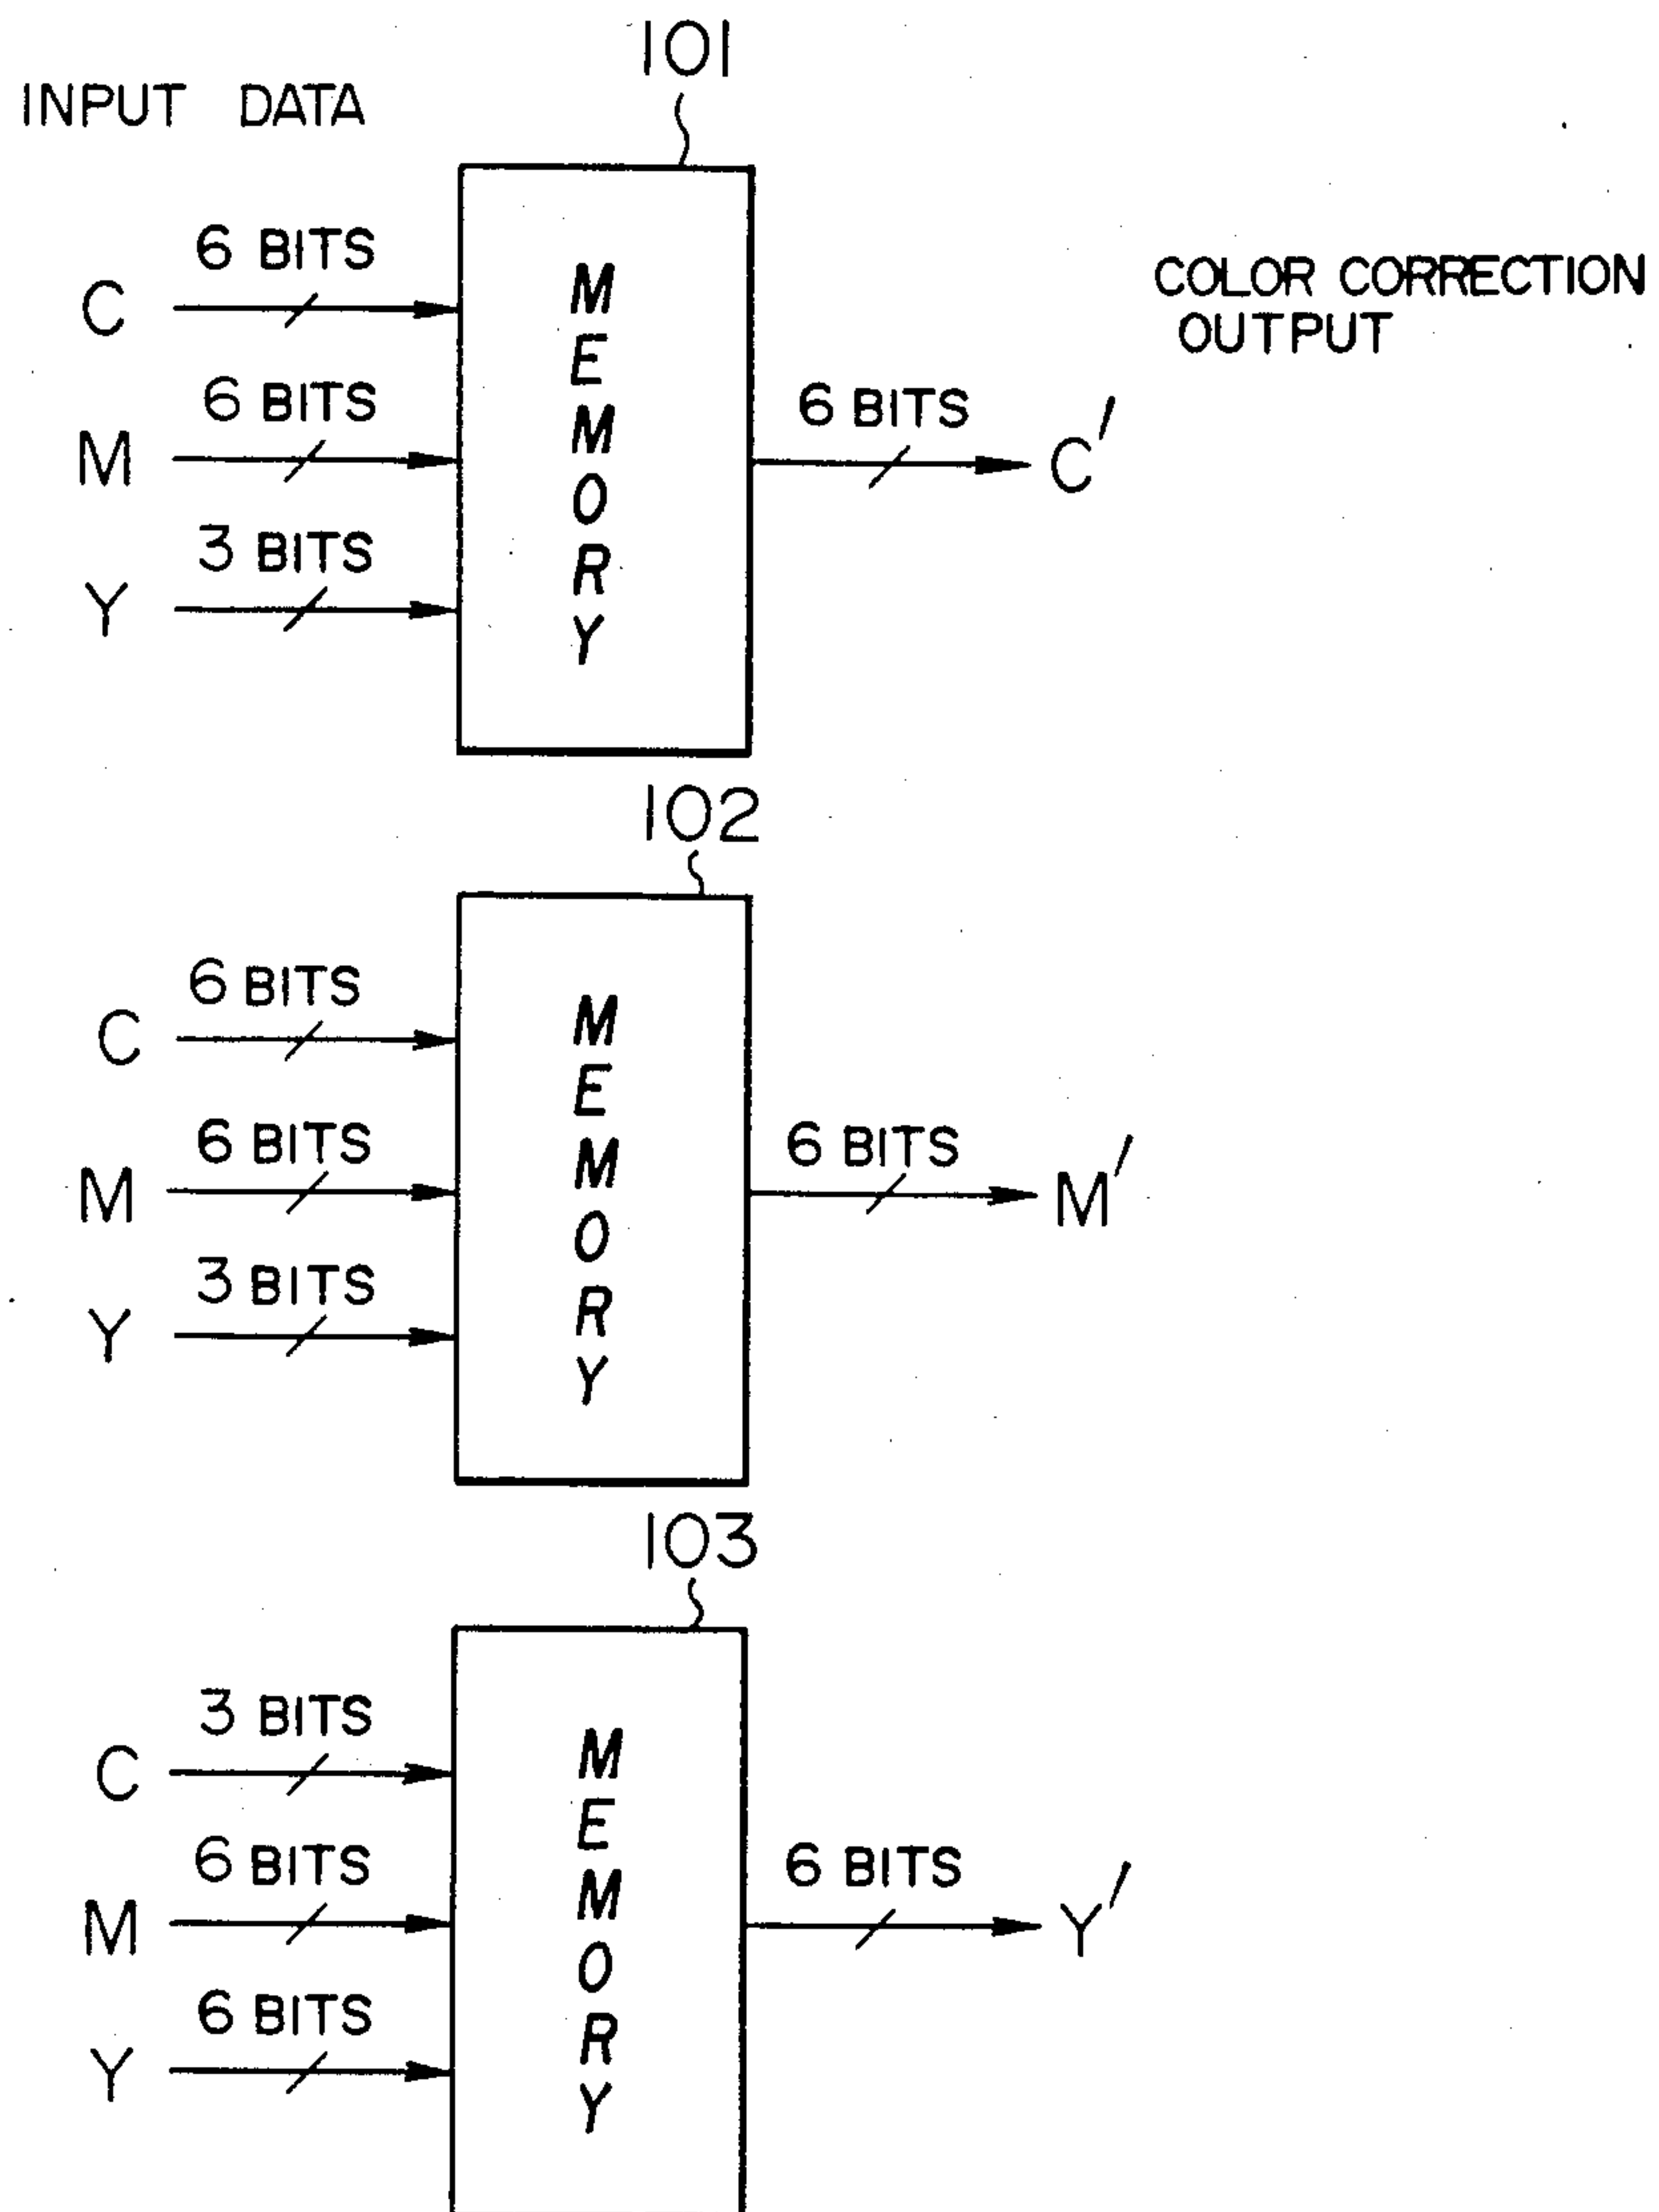 101
INPUT DATA
6 BITS
C
6 BITS
M
3 BITS
Y
MEMORY
COLOR CORRECTION
OUTPUT
6 BITS
C'
102
6 BITS
C
6 BITS
M
3 BITS
Y
MEMORY
6 BITS
M'
103
3 BITS
C
6 BITS
M
6 BITS
Y
MEMORY
6 BITS
Y'